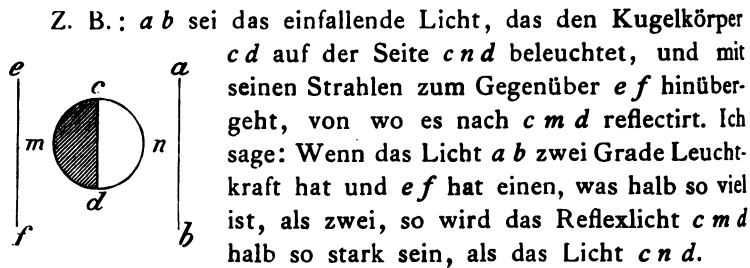 Z. B.: a b sei das einfallende Licht, das den Kugelkörper
c d auf der Seite c n d beleuchtet, und mit
seinen Strahlen zum Gegenüber e f hinüber-
geht, von wo es nach c m d reflectirt. Ich
sage: Wenn das Licht a b zwei Grade Leucht-
kraft hat und e f hat einen, was halb so viel
ist, als zwei, so wird das Reflexlicht c m d
halb so stark sein, als das Licht c n d.
e
c
a
m
n
d
f
b